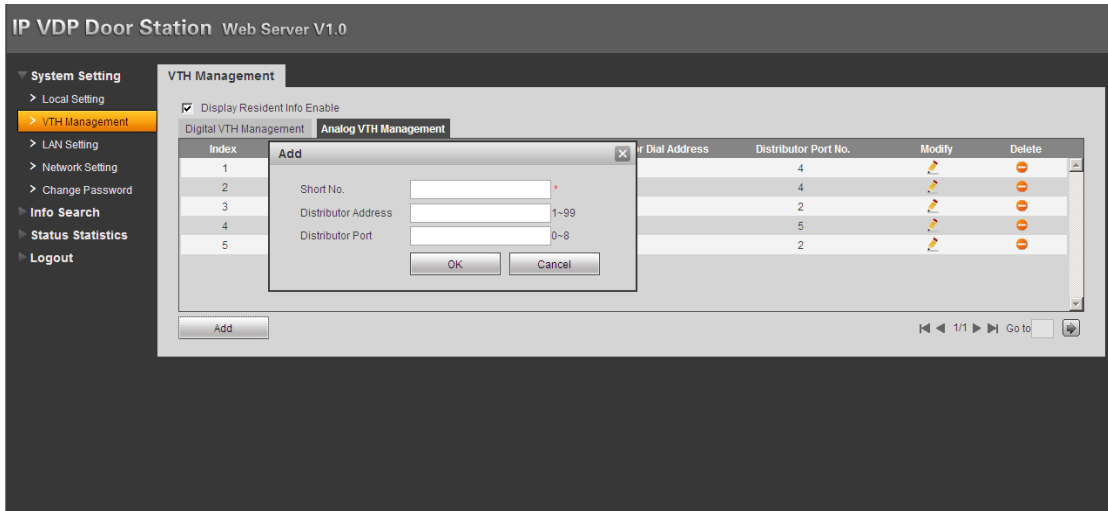 IP VDP Door Station Web Server V1.0
System Setting
> Local Setting
> VTH Management
> LAN Setting
> Network Setting
> Change Password
Info Search
Status Statistics
Logout
VTH Management
Display Resident Info Enable
Digital VTH Management Analog VTH Management
Index Dial Address Distributor Port No. Modify Delete
1 4
2 4
3 2
4 5
5 2
Add
Short No. *
Distributor Address 1~99
Distributor Port 0~8
OK Cancel
Add
1/1 Go to